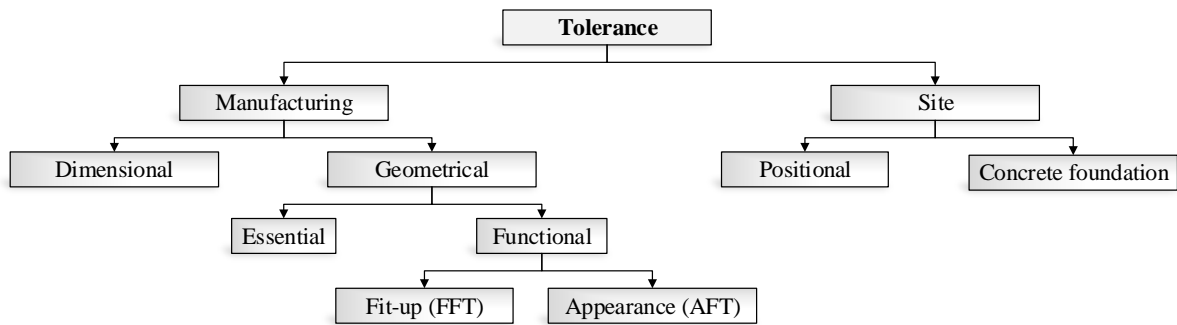 Tolerance
Manufacturing
Site
Dimensional
Geometrical
Positional
Concrete foundation
Essential
Functional
Fit-up (FFT)
Appearance (AFT)